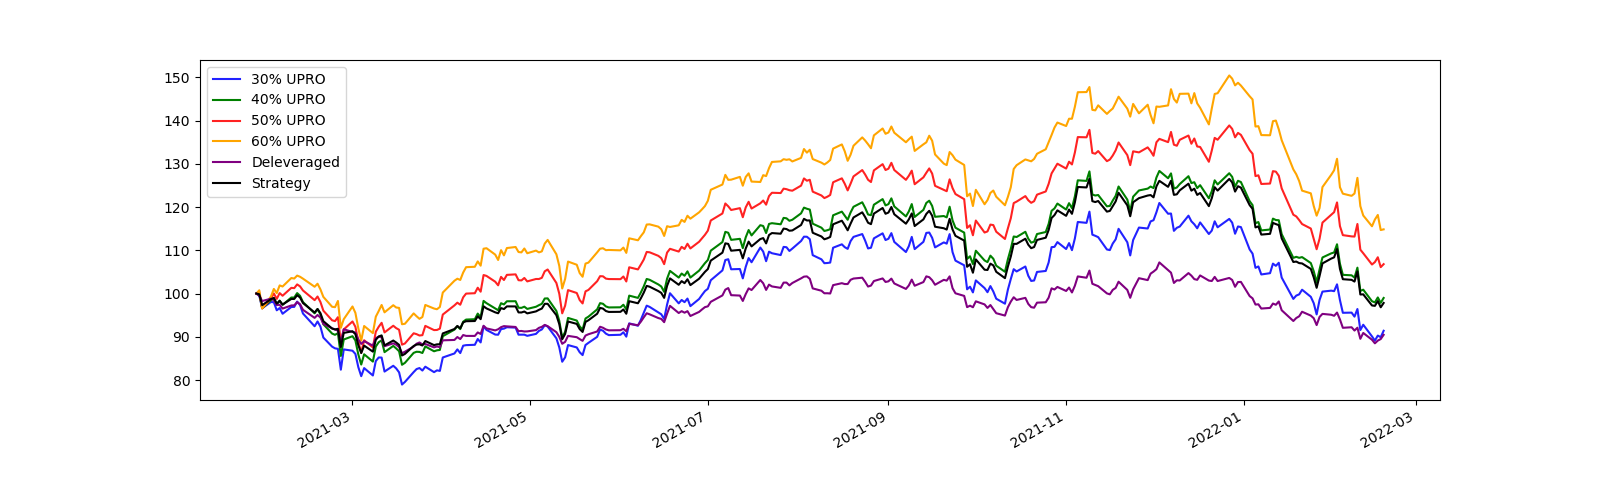 150
140
130
120
110
100
90
80
30% UPRO
40% UPRO
50% UPRO
60% UPRO
Deleveraged
Strategy
2021-03
2021-05
2021-07
2021-09
2021-11
2022-01
2022-03